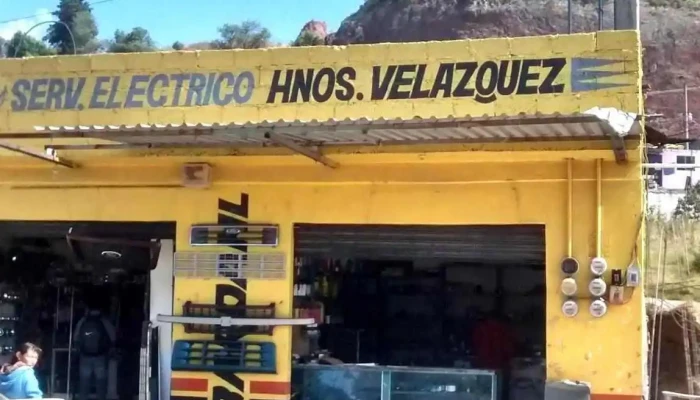 SERV. ELECTRICO HNOS. VELAZQUEZ